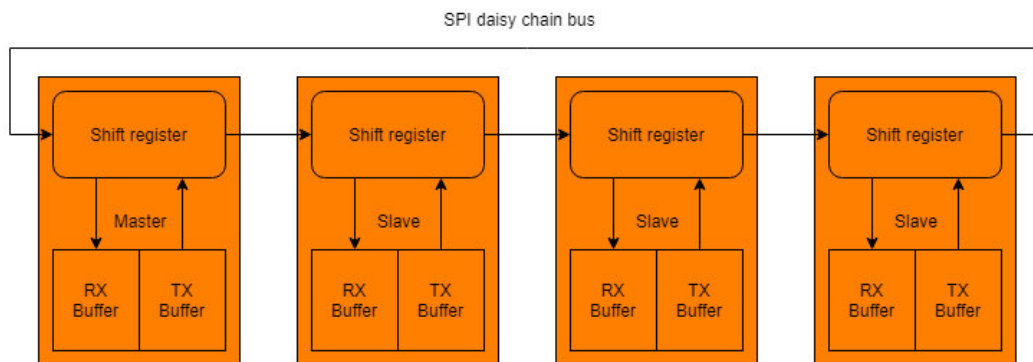 SPI daisy chain bus
Shift register
Shift register
Shift register
Shift register
Master
Slave
Slave
Slave
RX
Buffer
TX
Buffer
RX
Buffer
TX
Buffer
RX
Buffer
TX
Buffer
RX
Buffer
TX
Buffer